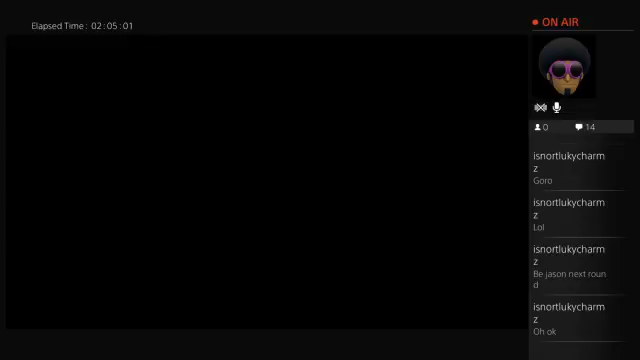 Elapsed Time: 02:05:01
ON AIR
0
14
isnortlukycharm
z
Goro
isnortlukycharm
z
Lol
isnortlukycharm
z
Be jason next roun
d
isnortlukycharm
z
Oh ok